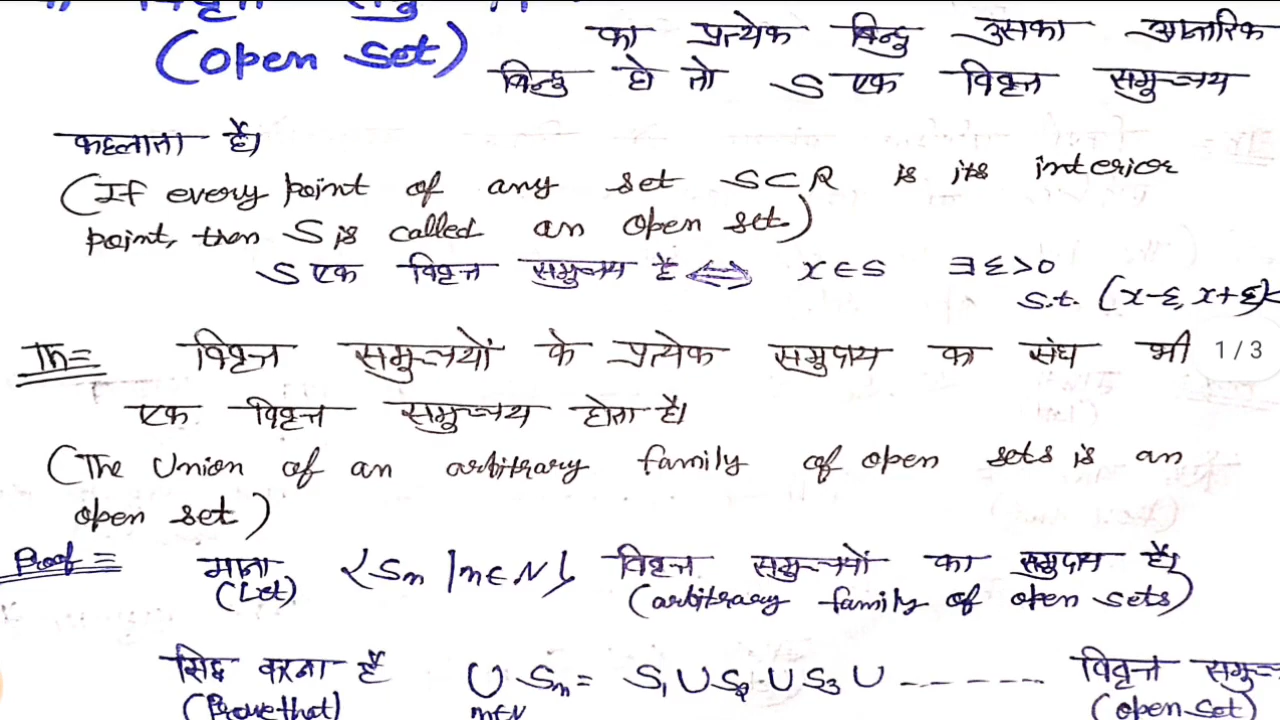 (open set) का प्रत्येक बिन्दु उसका आन्तरिक
बिन्दु हो तो S एक विवृत्त समुच्चय
कहलाता है।
(If every point of any set S⊂R is its interior
point, then S is called an open set.)
S एक विवृत्त समुच्चय है ⟺ x∈S ∃ ε>0
s.t. (x-ε, x+ε)⊂
Th= विवृत्त समुच्चयों के प्रत्येक समुदाय का संघ भी
1 / 3
एक विवृत्त समुच्चय होता है।
(The Union of an arbitrary family of open sets is an
open set)
Proof= माना {Sn | n∈N} विवृत्त समुच्चयों का समुदाय है।
(Let) (arbitrary family of open sets)
सिद्ध करना है ∪ Sn = S1∪S2∪S3∪ ------- विवृत्त
(Prove that) n∈N (open set)